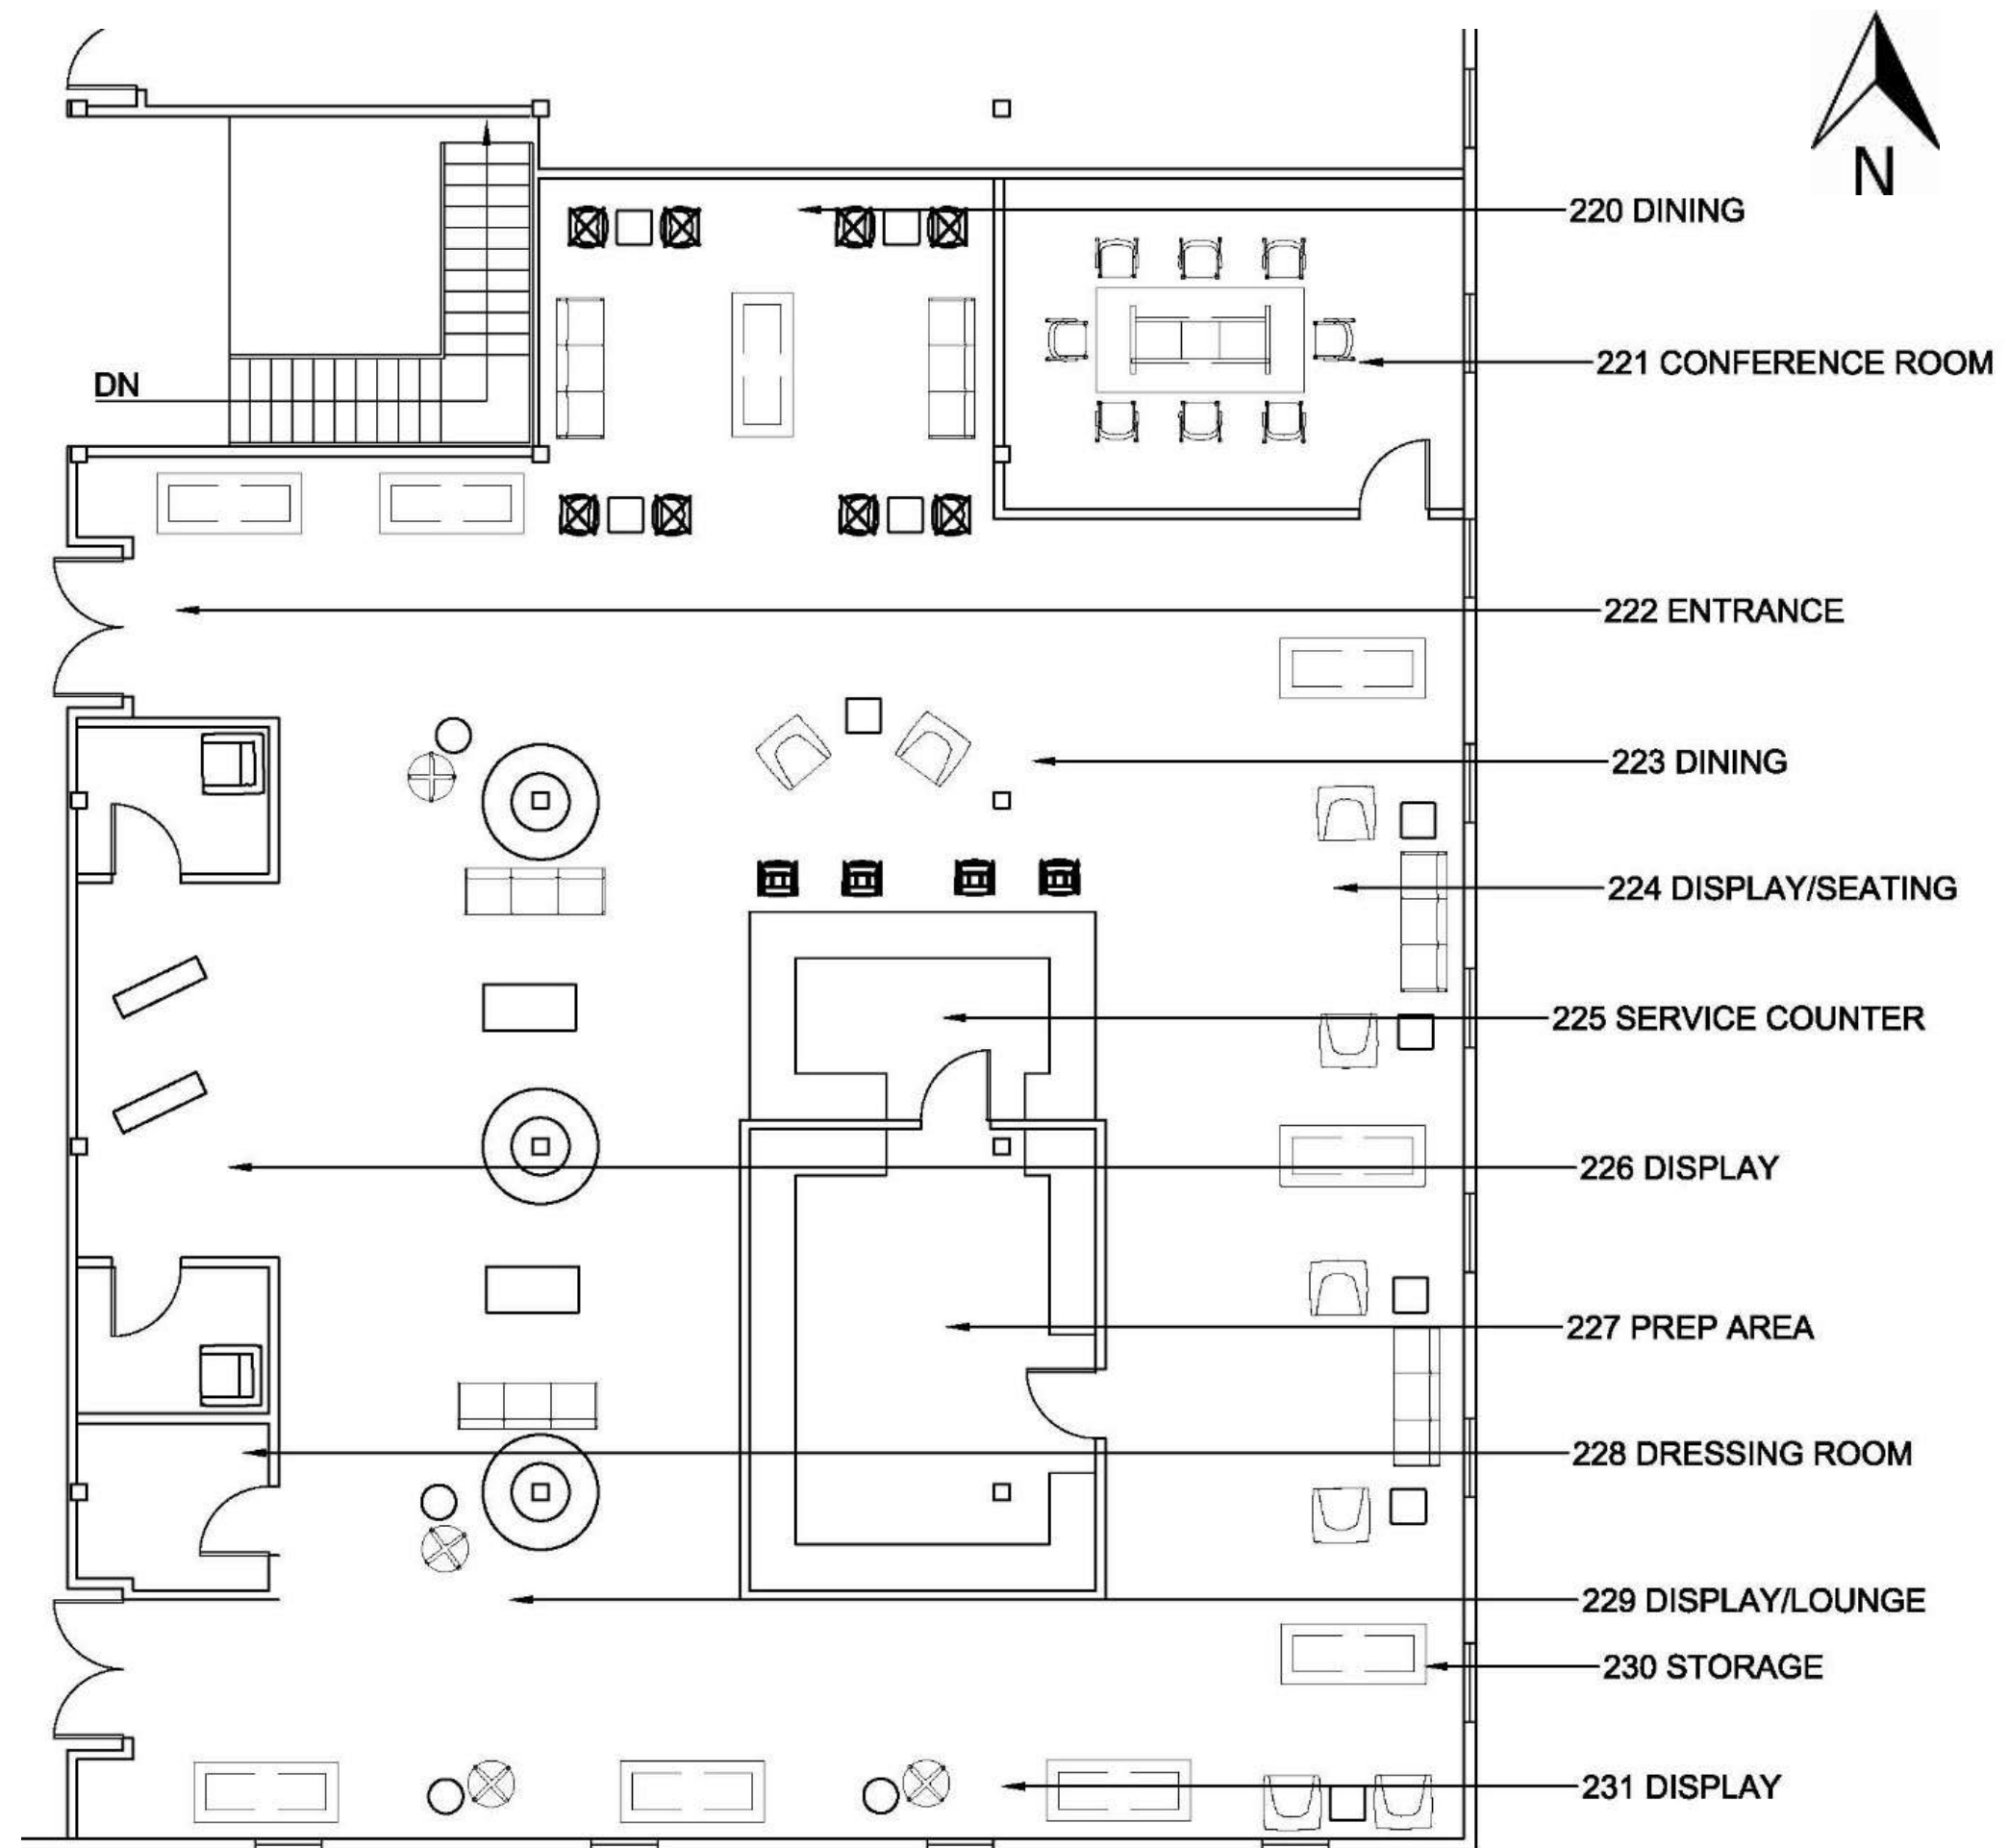 N
220 DINING
221 CONFERENCE ROOM
DN
222 ENTRANCE
223 DINING
224 DISPLAY/SEATING
225 SERVICE COUNTER
226 DISPLAY
227 PREP AREA
228 DRESSING ROOM
229 DISPLAY/LOUNGE
230 STORAGE
231 DISPLAY